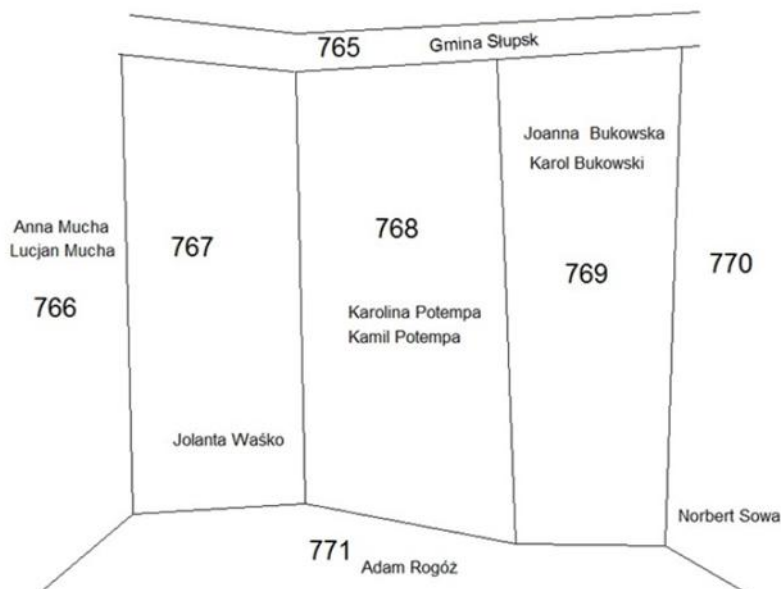 765
Gmina Słupsk
Joanna Bukowska
Karol Bukowski
Anna Mucha
Lucjan Mucha
766
767
768
769
770
Karolina Potempa
Kamil Potempa
Jolanta Waśko
Norbert Sowa
771
Adam Rogóż